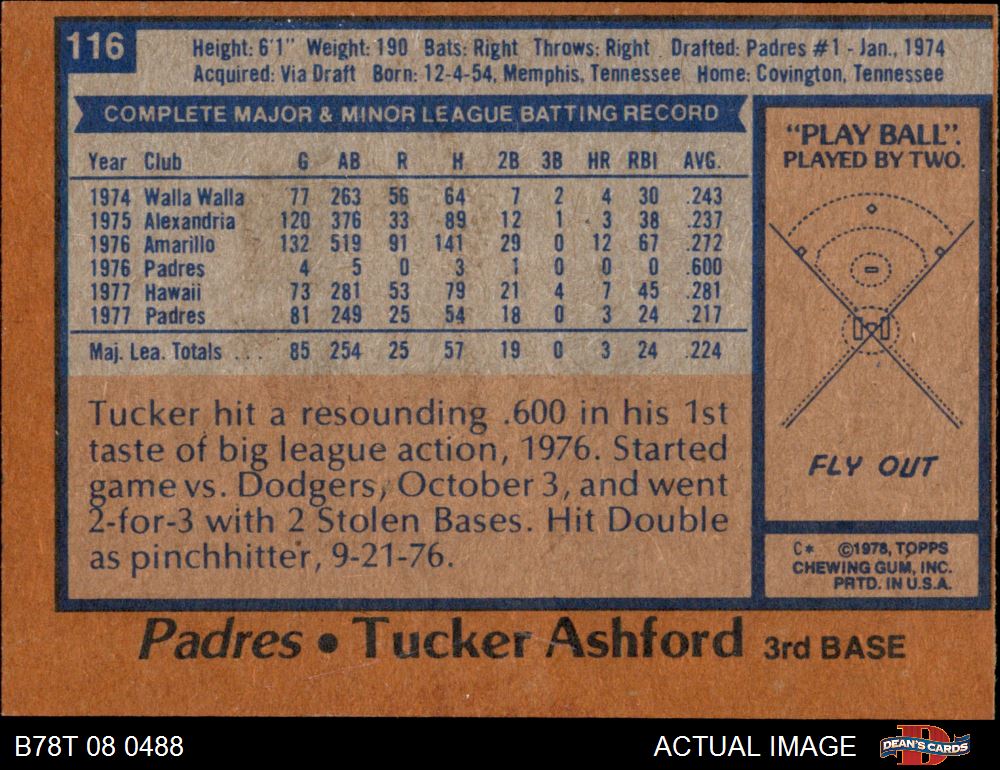 116
Height: 6'1" Weight: 190 Bats: Right Throws: Right Drafted: Padres #1 - Jan., 1974
Acquired: Via Draft Born: 12-4-54, Memphis, Tennessee Home: Covington, Tennessee
COMPLETE MAJOR & MINOR LEAGUE BATTING RECORD
Year Club G AB R H 2B 3B HR RBI AVG.
1974 Walla Walla 77 263 56 64 7 2 4 30 .243
1975 Alexandria 120 376 33 89 12 1 3 38 .237
1976 Amarillo 132 519 91 141 29 0 12 67 .272
1976 Padres 4 5 0 3 1 0 0 0 .600
1977 Hawaii 73 281 53 79 21 4 7 45 .281
1977 Padres 81 249 25 54 18 0 3 24 .217
Maj. Lea. Totals ... 85 254 25 57 19 0 3 24 .224
Tucker hit a resounding .600 in his 1st
taste of big league action, 1976. Started
game vs. Dodgers, October 3, and went
2-for-3 with 2 Stolen Bases. Hit Double
as pinchhitter, 9-21-76.
"PLAY BALL".
PLAYED BY TWO.
FLY OUT
C* ©1978, TOPPS
CHEWING GUM, INC.
PRTD. IN U.S.A.
Padres • Tucker Ashford 3rd BASE
B78T 08 0488
ACTUAL IMAGE
DEAN'S CARDS